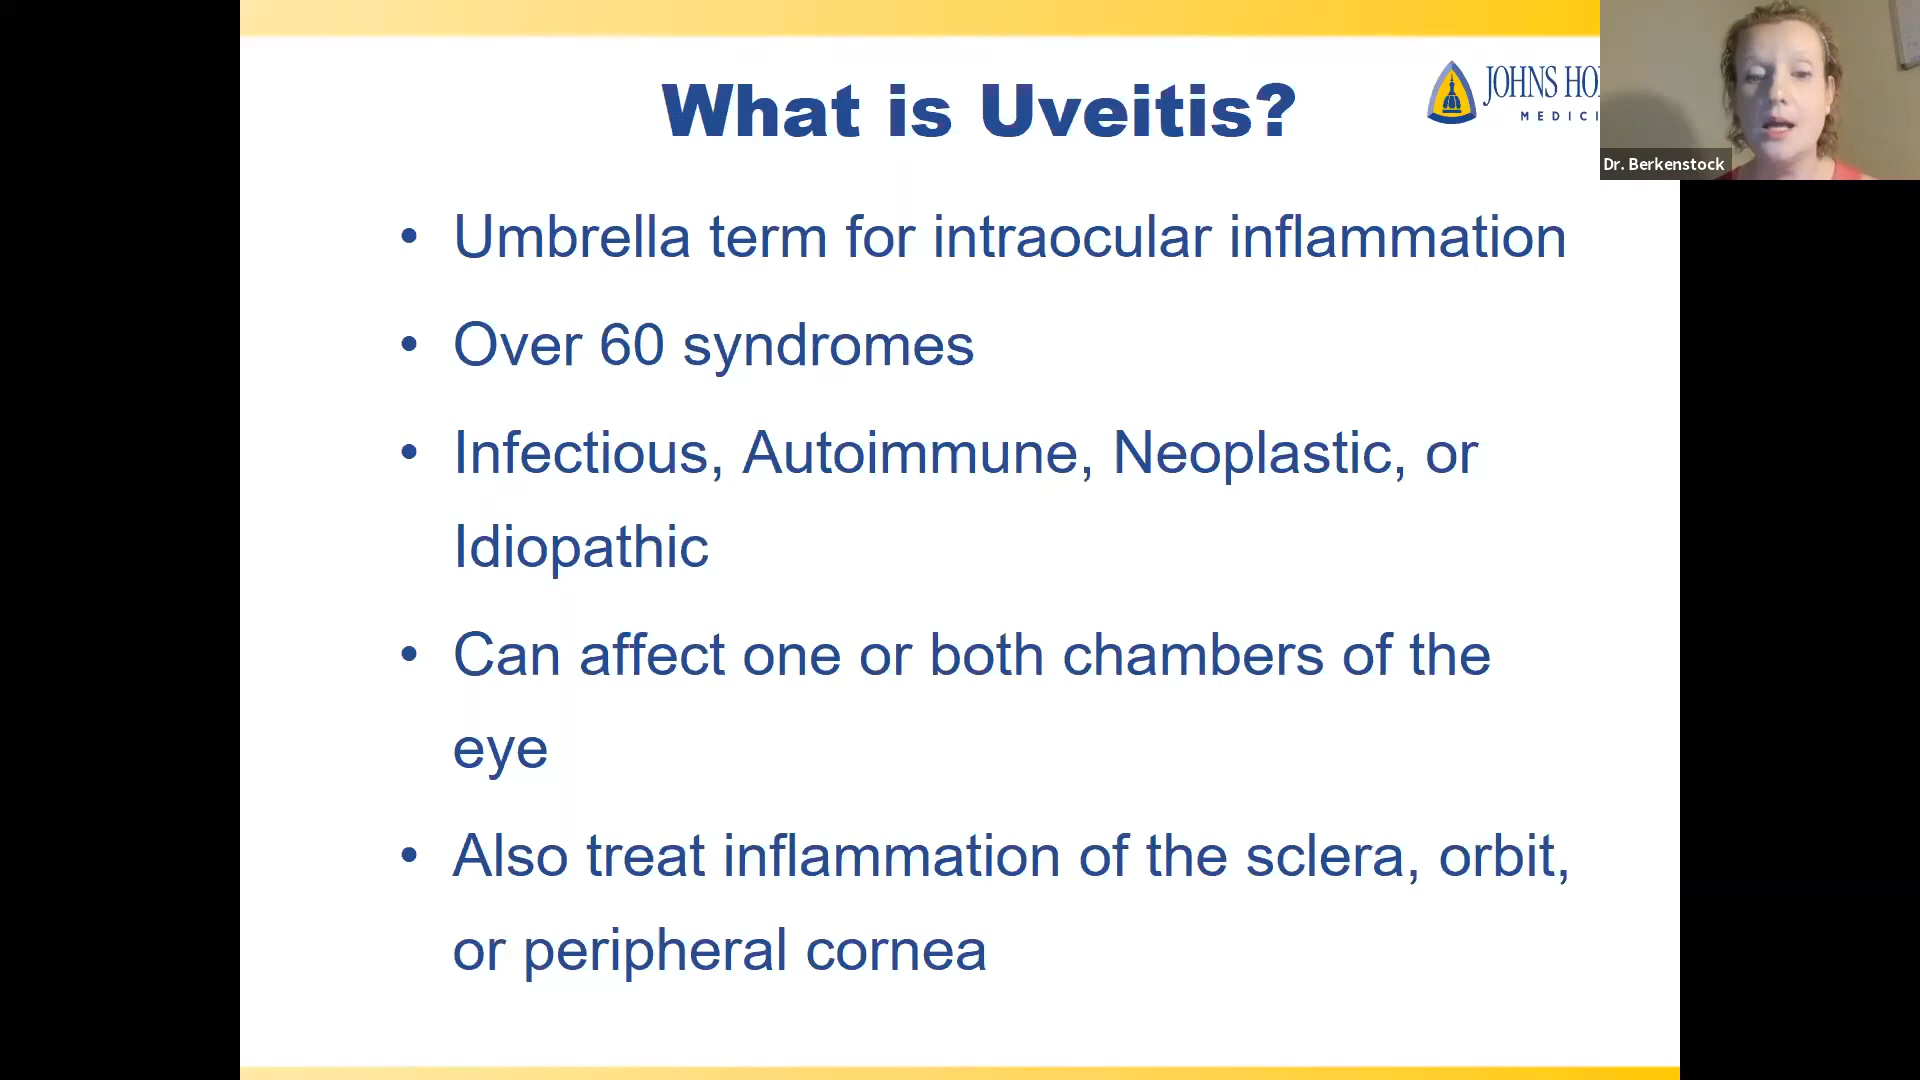 What is Uveitis?
JOHNS HO
MEDICI
Dr. Berkenstock
• Umbrella term for intraocular inflammation
• Over 60 syndromes
• Infectious, Autoimmune, Neoplastic, or
Idiopathic
• Can affect one or both chambers of the
eye
• Also treat inflammation of the sclera, orbit,
or peripheral cornea